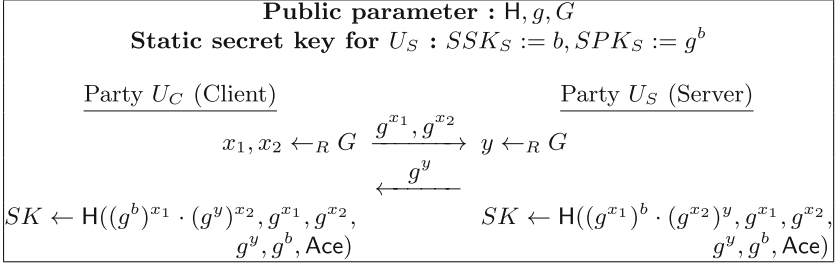 Public parameter : H, g, G
Static secret key for U_S : SSK_S := b, SPK_S := g^b
Party U_C (Client) Party U_S (Server)
x_1, x_2 ←_R G g^{x_1}, g^{x_2} y ←_R G
g^y
SK ← H((g^b)^{x_1} · (g^y)^{x_2}, g^{x_1}, g^{x_2}, SK ← H((g^{x_1})^b · (g^{x_2})^y, g^{x_1}, g^{x_2},
g^y, g^b, Ace) g^y, g^b, Ace)